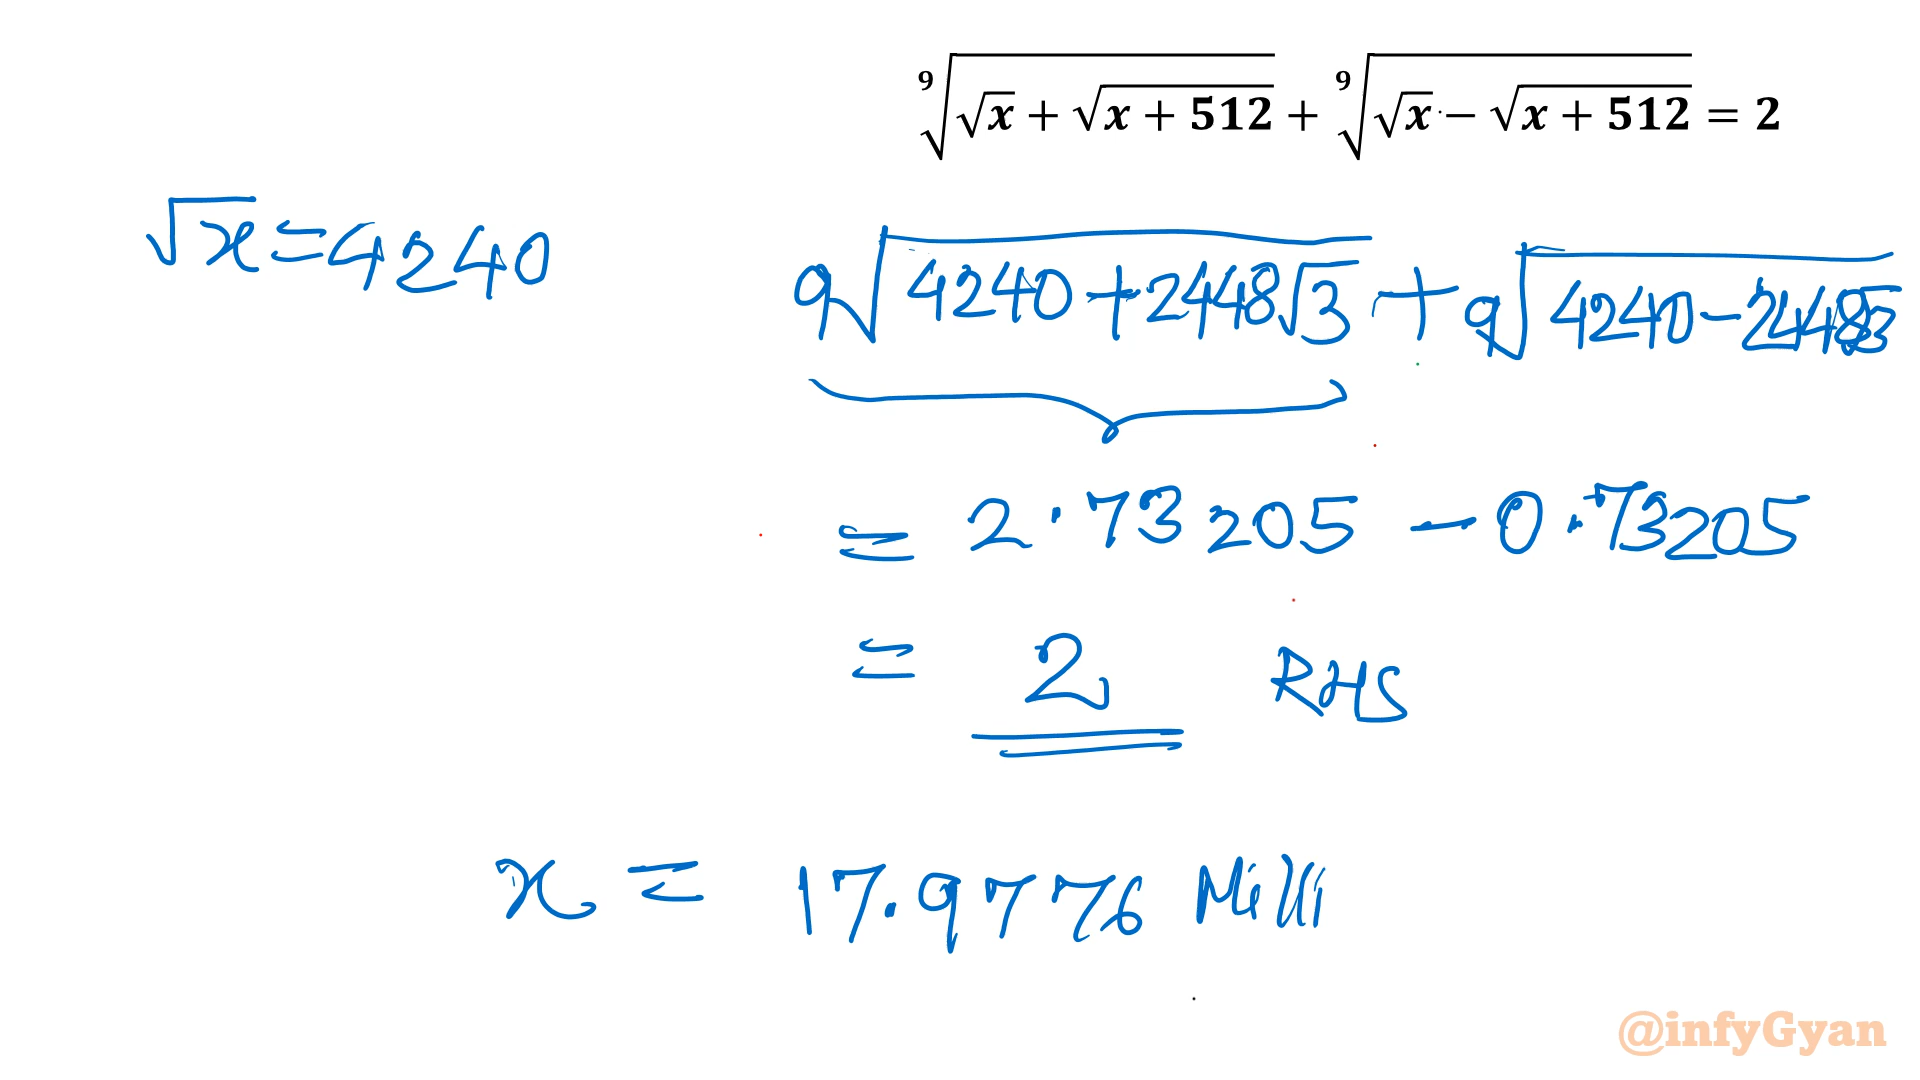 ⁹√(√x + √(x + 512)) + ⁹√(√x − √(x + 512)) = 2
√x = 4240
⁹√(4240 + 2448√3) + ⁹√(4240 − 2448√3)
= 2.73205 − 0.73205
= 2 RHS
x = 17.9776 Milli
@infyGyan